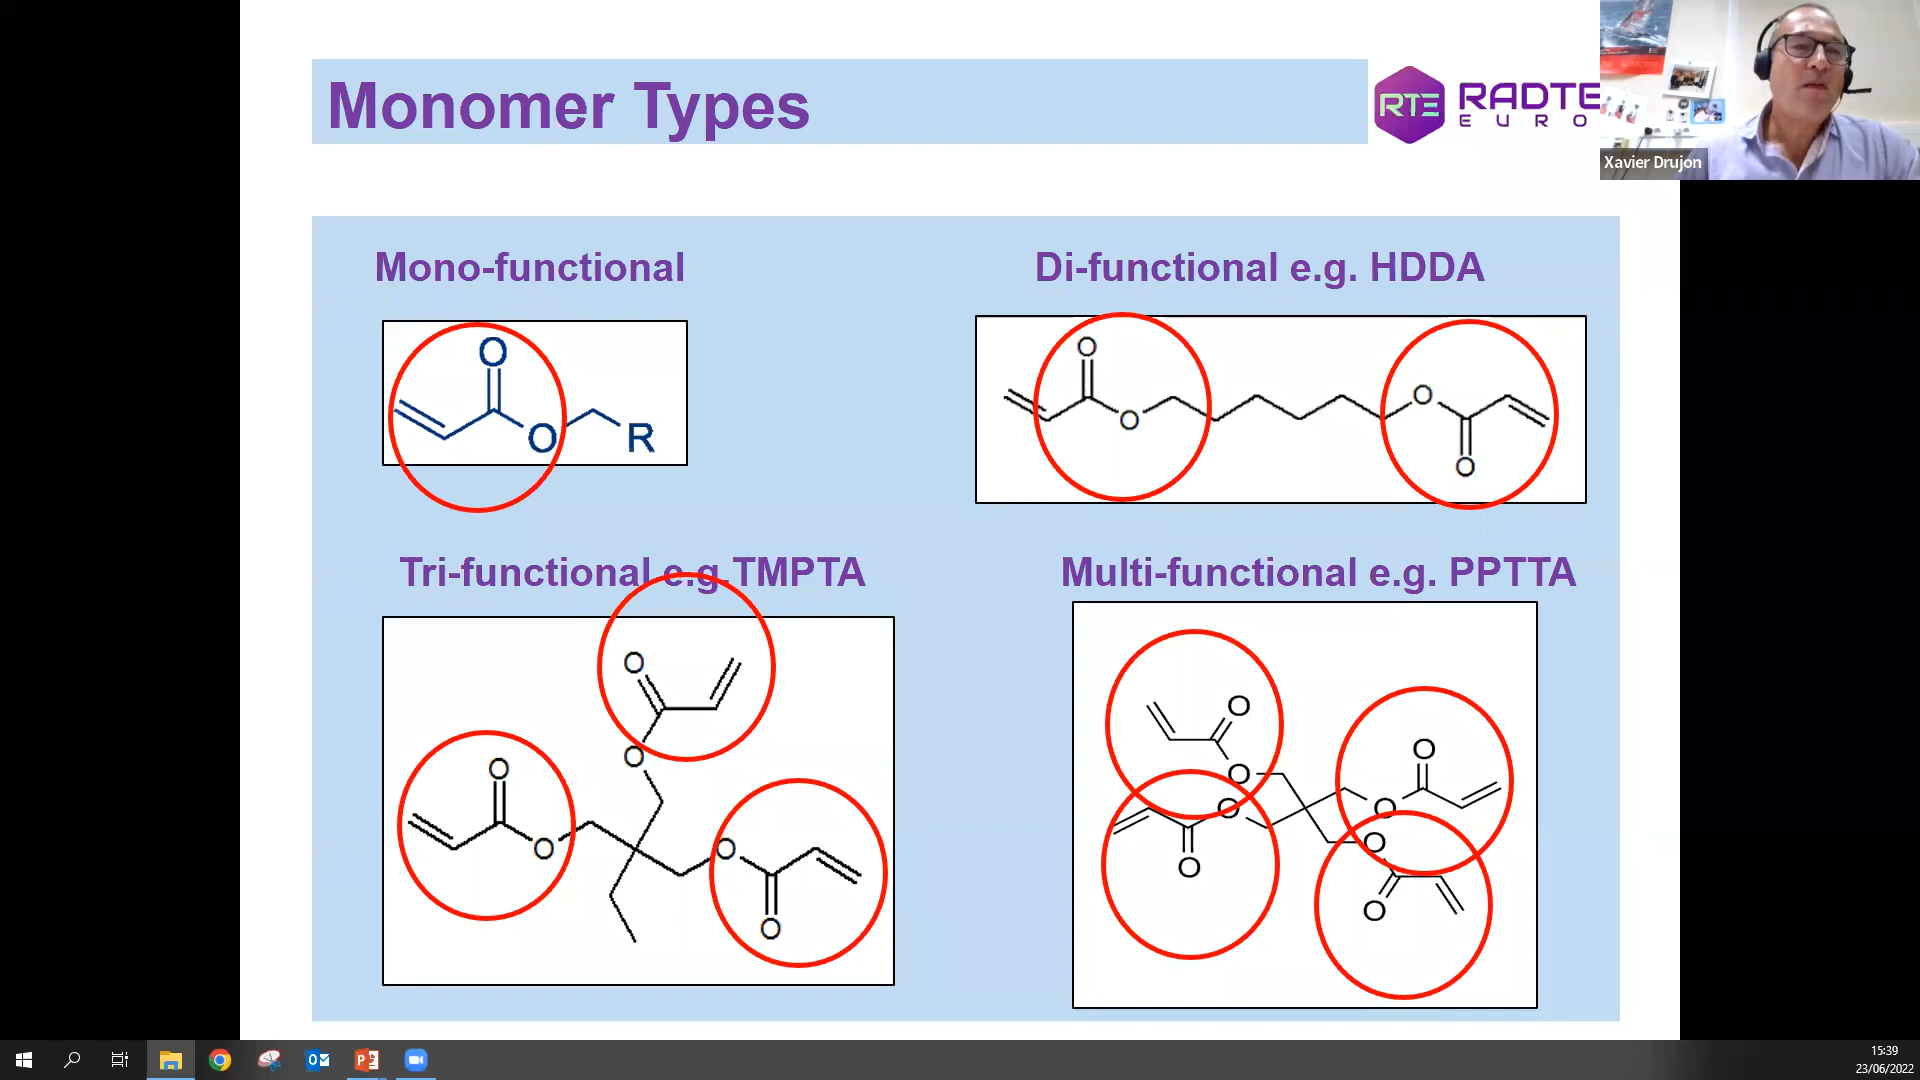 Monomer Types
RTE RADTE
EURO
Xavier Drujon
Mono-functional
Di-functional e.g. HDDA
O
O
R
O
O
O
O
Tri-functional e.g.TMPTA
Multi-functional e.g. PPTTA
O
O
O
O
O
O
O
O
O
O
O
O
O
O
15:39
23/06/2022